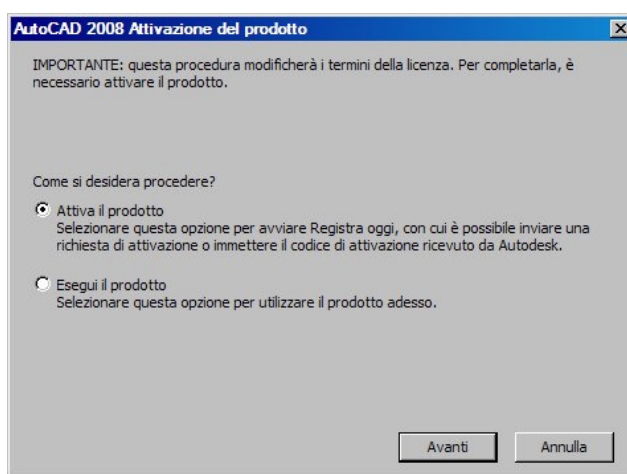 AutoCAD 2008 Attivazione del prodotto
IMPORTANTE: questa procedura modificherà i termini della licenza. Per completarla, è
necessario attivare il prodotto.
Come si desidera procedere?
Attiva il prodotto
Selezionare questa opzione per avviare Registra oggi, con cui è possibile inviare una
richiesta di attivazione o immettere il codice di attivazione ricevuto da Autodesk.
Esegui il prodotto
Selezionare questa opzione per utilizzare il prodotto adesso.
Avanti
Annulla